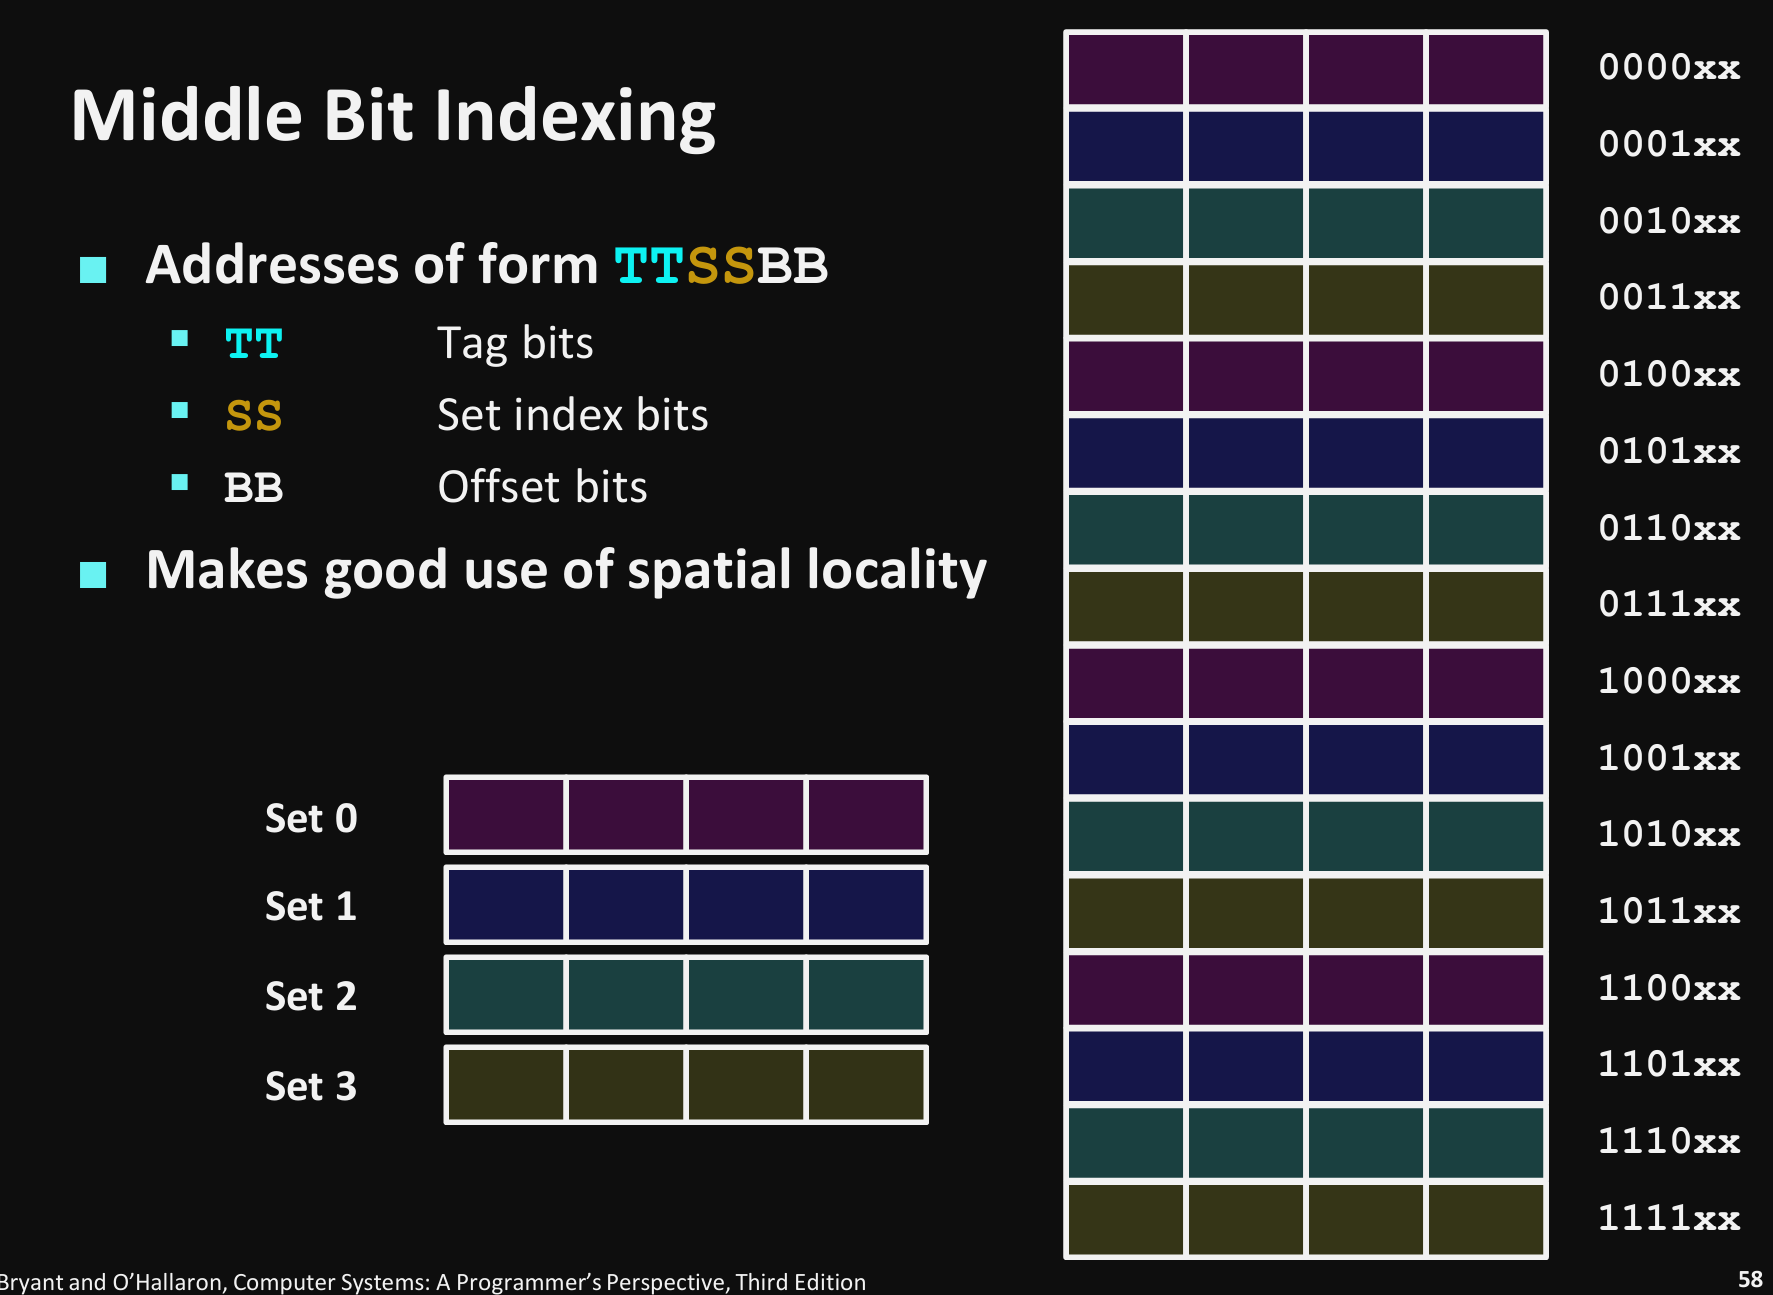 Middle Bit Indexing
Addresses of form TTSSBB
TT Tag bits
SS Set index bits
BB Offset bits
Makes good use of spatial locality
Set 0
Set 1
Set 2
Set 3
0000xx
0001xx
0010xx
0011xx
0100xx
0101xx
0110xx
0111xx
1000xx
1001xx
1010xx
1011xx
1100xx
1101xx
1110xx
1111xx
Bryant and O’Hallaron, Computer Systems: A Programmer’s Perspective, Third Edition
58